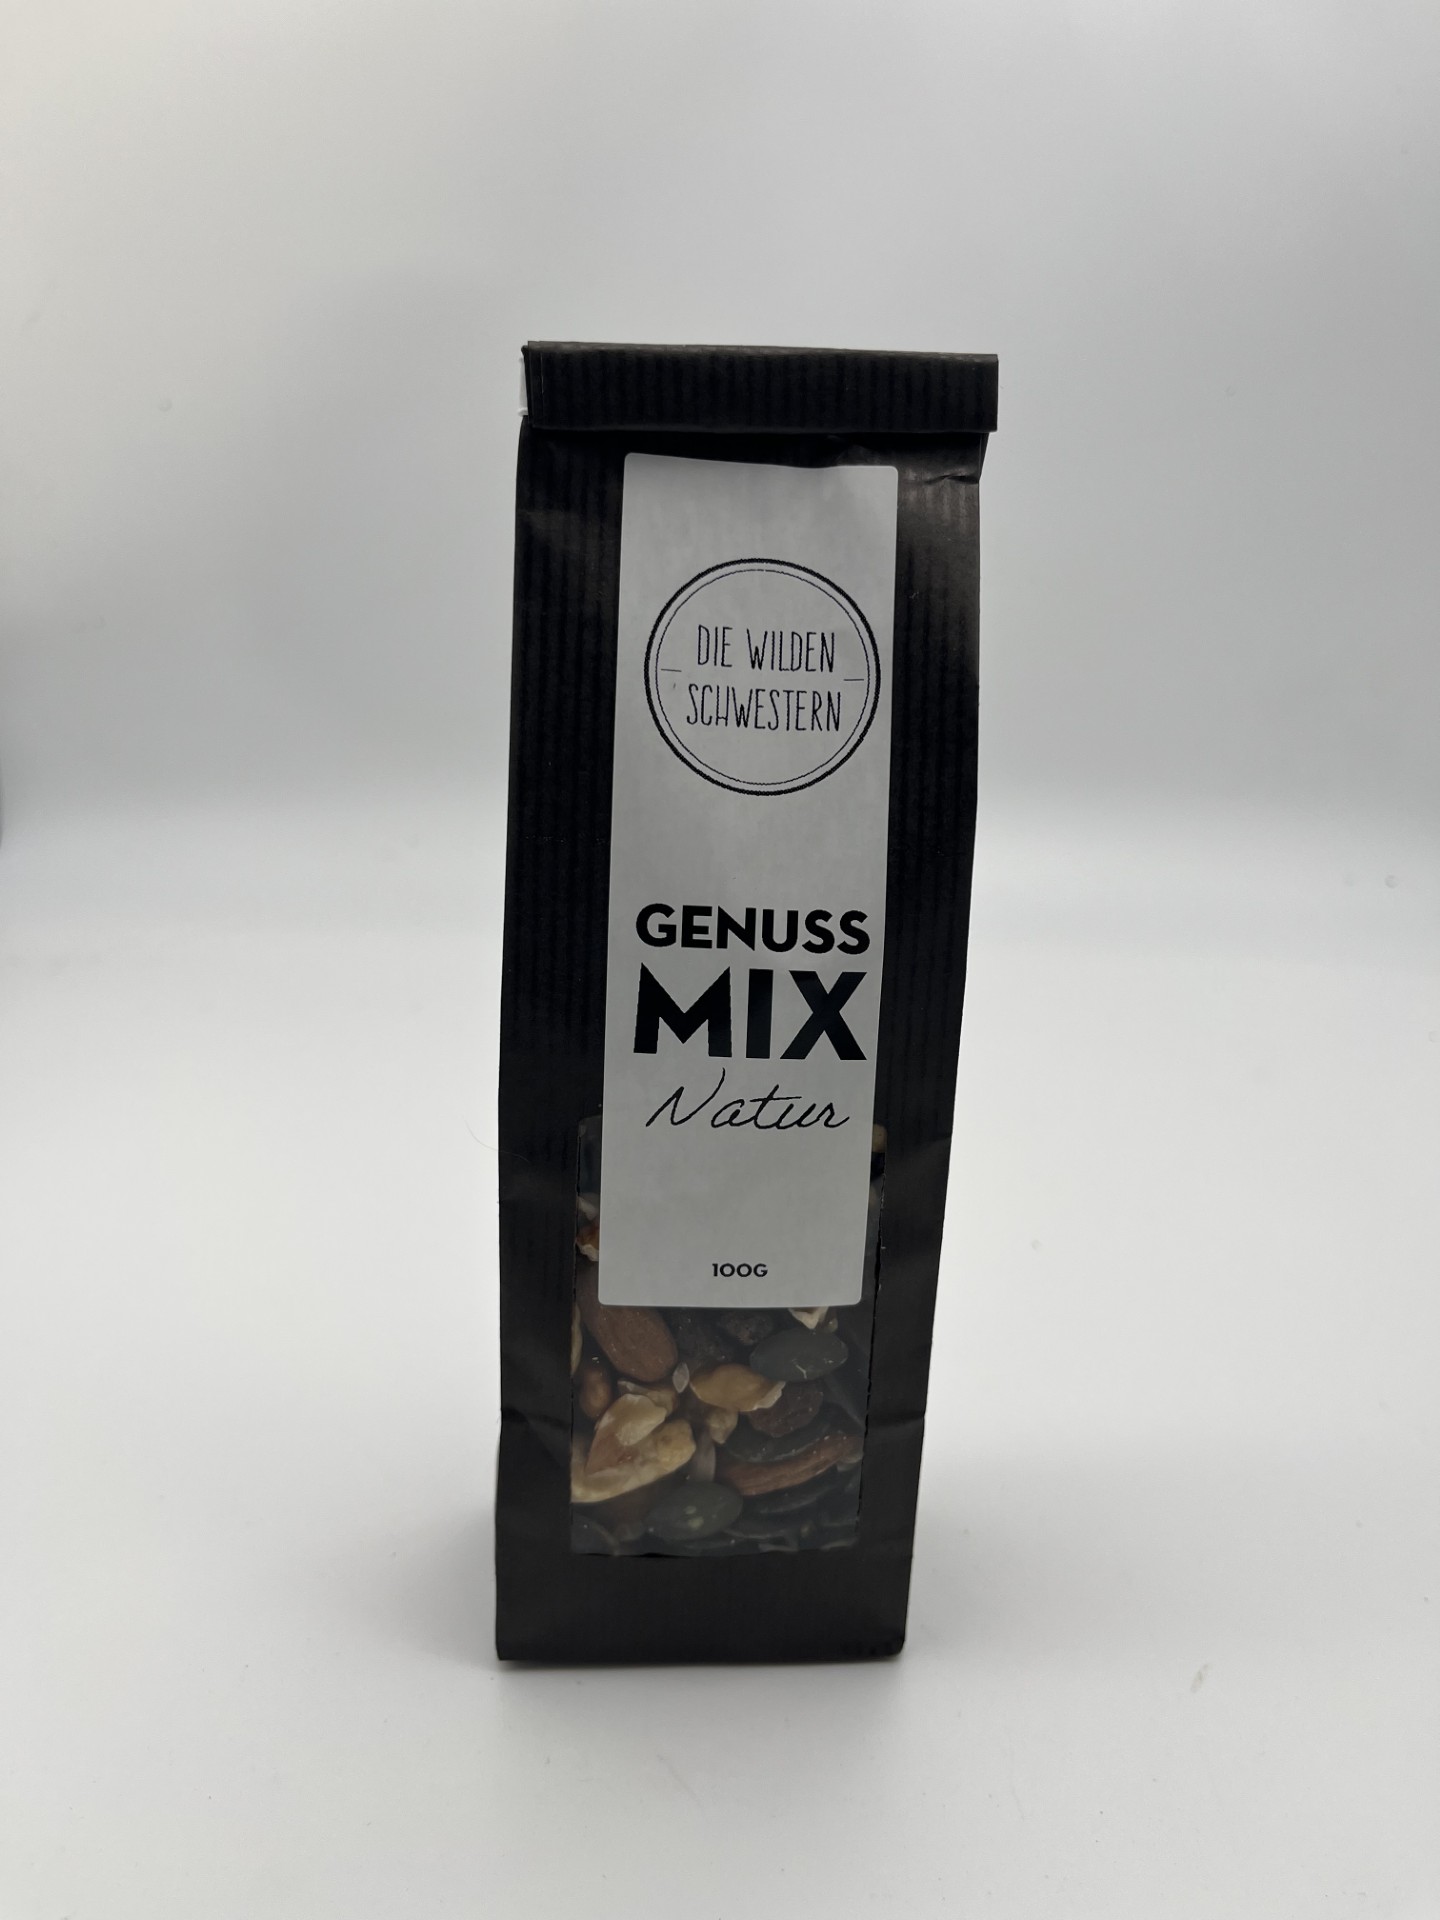 DIE WILDEN
SCHWESTERN
GENUSS
MIX
Natur
100G